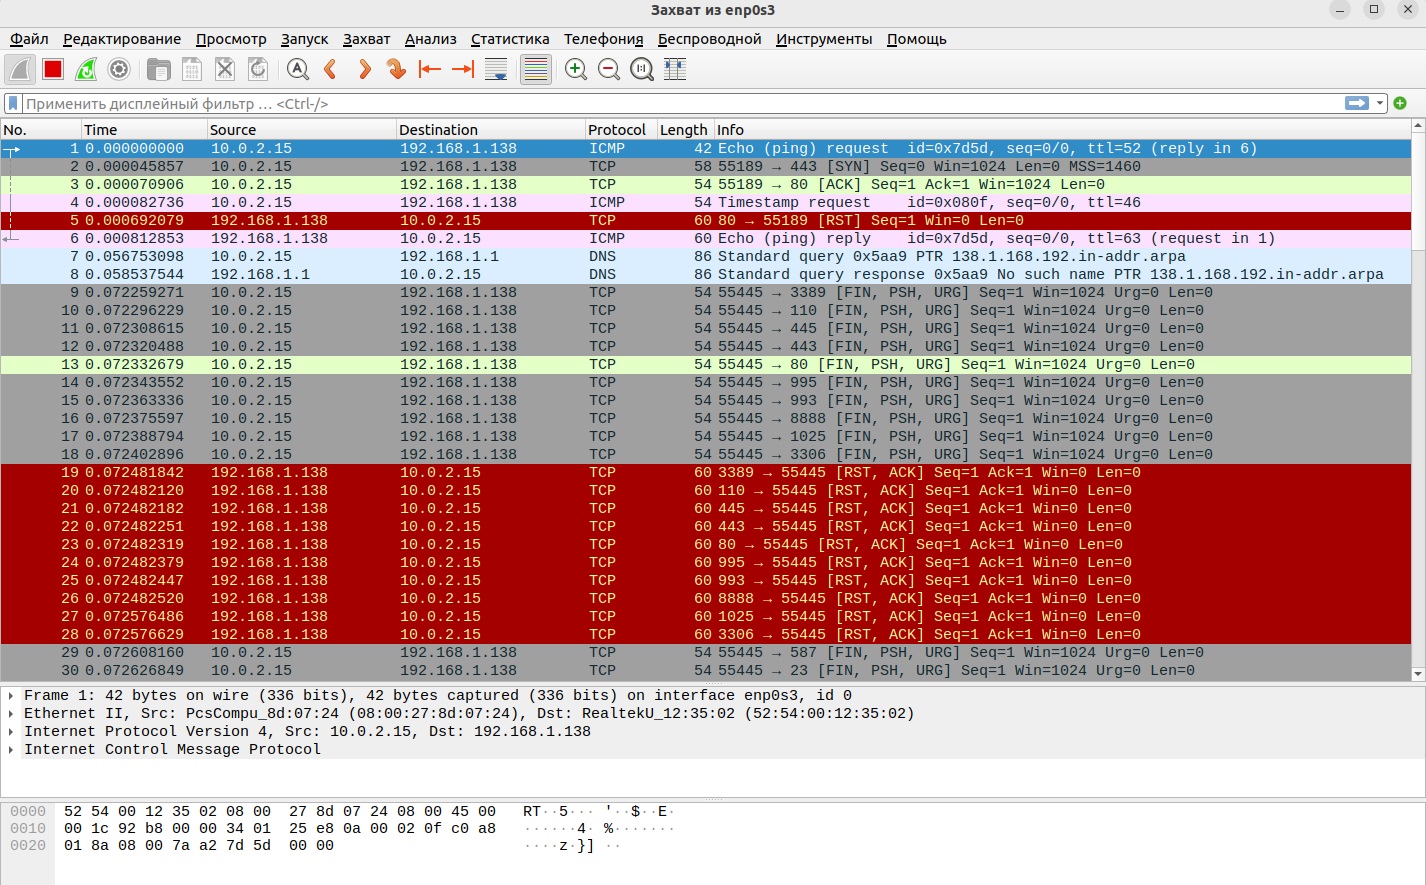 Захват из enp0s3
Файл Редактирование Просмотр Запуск Захват Анализ Статистика Телефония Беспроводной Инструменты Помощь
Применить дисплейный фильтр … <Ctrl-/>
No. Time Source Destination Protocol Length Info
1 0.000000000 10.0.2.15 192.168.1.138 ICMP 42 Echo (ping) request id=0x7d5d, seq=0/0, ttl=52 (reply in 6)
2 0.000045857 10.0.2.15 192.168.1.138 TCP 58 55189 → 443 [SYN] Seq=0 Win=1024 Len=0 MSS=1460
3 0.000070906 10.0.2.15 192.168.1.138 TCP 54 55189 → 80 [ACK] Seq=1 Ack=1 Win=1024 Len=0
4 0.000082736 10.0.2.15 192.168.1.138 ICMP 54 Timestamp request id=0x080f, seq=0/0, ttl=46
5 0.000692079 192.168.1.138 10.0.2.15 TCP 60 80 → 55189 [RST] Seq=1 Win=0 Len=0
6 0.000812853 192.168.1.138 10.0.2.15 ICMP 60 Echo (ping) reply id=0x7d5d, seq=0/0, ttl=63 (request in 1)
7 0.056753098 10.0.2.15 192.168.1.1 DNS 86 Standard query 0x5aa9 PTR 138.1.168.192.in-addr.arpa
8 0.058537544 192.168.1.1 10.0.2.15 DNS 86 Standard query response 0x5aa9 No such name PTR 138.1.168.192.in-addr.arpa
9 0.072259271 10.0.2.15 192.168.1.138 TCP 54 55445 → 3389 [FIN, PSH, URG] Seq=1 Win=1024 Urg=0 Len=0
10 0.072296229 10.0.2.15 192.168.1.138 TCP 54 55445 → 110 [FIN, PSH, URG] Seq=1 Win=1024 Urg=0 Len=0
11 0.072308615 10.0.2.15 192.168.1.138 TCP 54 55445 → 445 [FIN, PSH, URG] Seq=1 Win=1024 Urg=0 Len=0
12 0.072320488 10.0.2.15 192.168.1.138 TCP 54 55445 → 443 [FIN, PSH, URG] Seq=1 Win=1024 Urg=0 Len=0
13 0.072332679 10.0.2.15 192.168.1.138 TCP 54 55445 → 80 [FIN, PSH, URG] Seq=1 Win=1024 Urg=0 Len=0
14 0.072343552 10.0.2.15 192.168.1.138 TCP 54 55445 → 995 [FIN, PSH, URG] Seq=1 Win=1024 Urg=0 Len=0
15 0.072363336 10.0.2.15 192.168.1.138 TCP 54 55445 → 993 [FIN, PSH, URG] Seq=1 Win=1024 Urg=0 Len=0
16 0.072375597 10.0.2.15 192.168.1.138 TCP 54 55445 → 8888 [FIN, PSH, URG] Seq=1 Win=1024 Urg=0 Len=0
17 0.072388794 10.0.2.15 192.168.1.138 TCP 54 55445 → 1025 [FIN, PSH, URG] Seq=1 Win=1024 Urg=0 Len=0
18 0.072402896 10.0.2.15 192.168.1.138 TCP 54 55445 → 3306 [FIN, PSH, URG] Seq=1 Win=1024 Urg=0 Len=0
19 0.072481842 192.168.1.138 10.0.2.15 TCP 60 3389 → 55445 [RST, ACK] Seq=1 Ack=1 Win=0 Len=0
20 0.072482120 192.168.1.138 10.0.2.15 TCP 60 110 → 55445 [RST, ACK] Seq=1 Ack=1 Win=0 Len=0
21 0.072482182 192.168.1.138 10.0.2.15 TCP 60 445 → 55445 [RST, ACK] Seq=1 Ack=1 Win=0 Len=0
22 0.072482251 192.168.1.138 10.0.2.15 TCP 60 443 → 55445 [RST, ACK] Seq=1 Ack=1 Win=0 Len=0
23 0.072482319 192.168.1.138 10.0.2.15 TCP 60 80 → 55445 [RST, ACK] Seq=1 Ack=1 Win=0 Len=0
24 0.072482379 192.168.1.138 10.0.2.15 TCP 60 995 → 55445 [RST, ACK] Seq=1 Ack=1 Win=0 Len=0
25 0.072482447 192.168.1.138 10.0.2.15 TCP 60 993 → 55445 [RST, ACK] Seq=1 Ack=1 Win=0 Len=0
26 0.072482520 192.168.1.138 10.0.2.15 TCP 60 8888 → 55445 [RST, ACK] Seq=1 Ack=1 Win=0 Len=0
27 0.072576486 192.168.1.138 10.0.2.15 TCP 60 1025 → 55445 [RST, ACK] Seq=1 Ack=1 Win=0 Len=0
28 0.072576629 192.168.1.138 10.0.2.15 TCP 60 3306 → 55445 [RST, ACK] Seq=1 Ack=1 Win=0 Len=0
29 0.072608160 10.0.2.15 192.168.1.138 TCP 54 55445 → 587 [FIN, PSH, URG] Seq=1 Win=1024 Urg=0 Len=0
30 0.072626849 10.0.2.15 192.168.1.138 TCP 54 55445 → 23 [FIN, PSH, URG] Seq=1 Win=1024 Urg=0 Len=0
Frame 1: 42 bytes on wire (336 bits), 42 bytes captured (336 bits) on interface enp0s3, id 0
Ethernet II, Src: PcsCompu_8d:07:24 (08:00:27:8d:07:24), Dst: RealtekU_12:35:02 (52:54:00:12:35:02)
Internet Protocol Version 4, Src: 10.0.2.15, Dst: 192.168.1.138
Internet Control Message Protocol
0000 52 54 00 12 35 02 08 00 27 8d 07 24 08 00 45 00 RT··5··· '··$··E·
0010 00 1c 92 b8 00 00 34 01 25 e8 0a 00 02 0f c0 a8 ······4· %·······
0020 01 8a 08 00 7a a2 7d 5d 00 00 ····z·}] ··